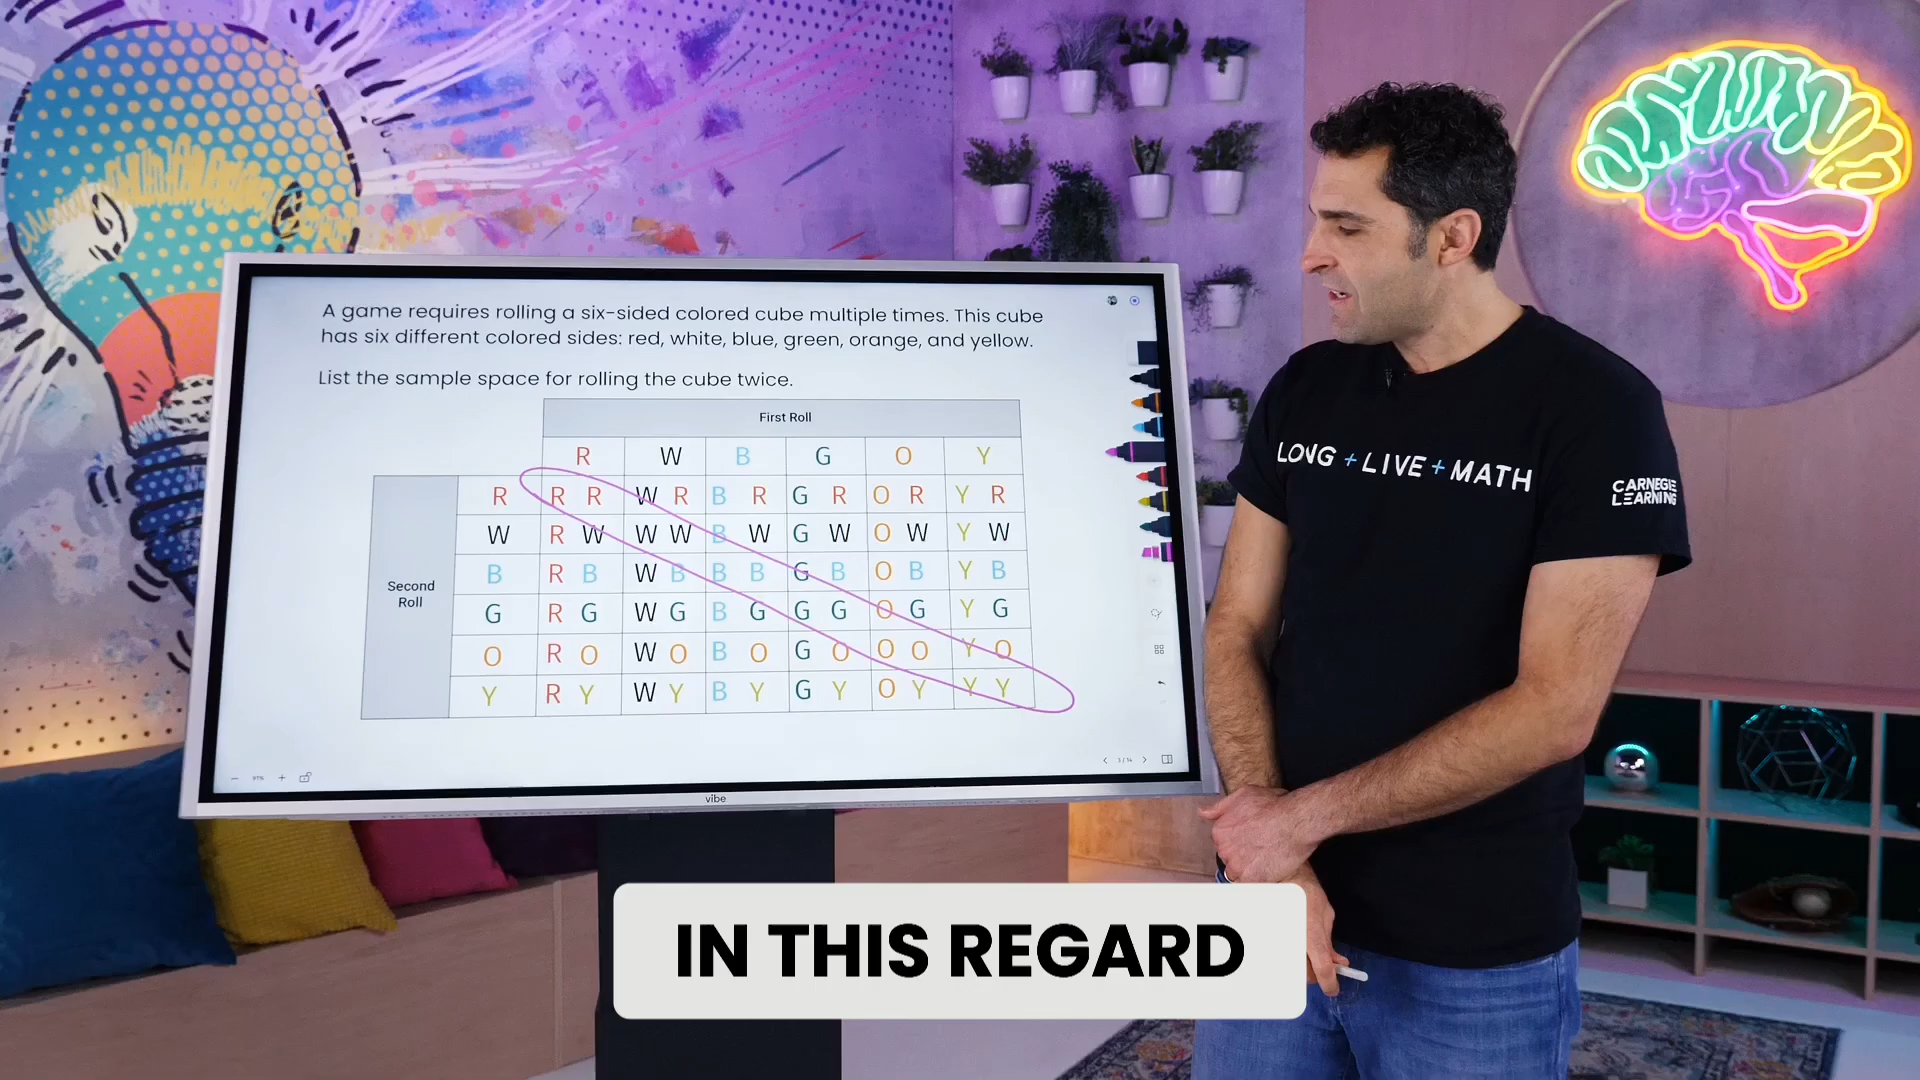 A game requires rolling a six-sided colored cube multiple times. This cube
has six different colored sides: red, white, blue, green, orange, and yellow.
List the sample space for rolling the cube twice.
First Roll
R W B G O Y
R R R W R B R G R O R Y R
W R W W W B W G W O W Y W
B R B W B B B G B O B Y B
Second
Roll
G R G W G B G G G O G Y G
O R O W O B O G O O O Y O
Y R Y W Y B Y G Y O Y Y Y
vibe
LONG + LIVE + MATH
CARNEGIE
LEARNING
IN THIS REGARD